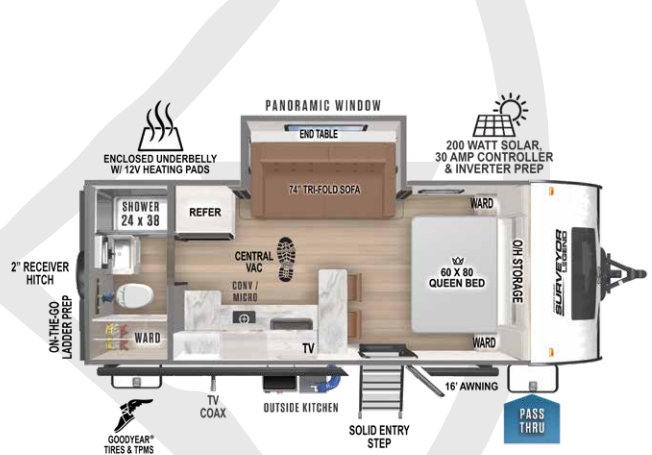 PANORAMIC WINDOW
END TABLE
ENCLOSED UNDERBELLY
W/ 12V HEATING PADS
200 WATT SOLAR,
30 AMP CONTROLLER
& INVERTER PREP
74" TRI-FOLD SOFA
SHOWER
24 x 38
REFER
WARD
2" RECEIVER
HITCH
CENTRAL
VAC
60 X 80
QUEEN BED
O/H STORAGE
SURVEYOR
LEGEND
CONV /
MICRO
ON-THE-GO
LADDER PREP
WARD
TV
WARD
16' AWNING
TV
COAX
OUTSIDE KITCHEN
SOLID ENTRY
STEP
PASS
THRU
GOODYEAR®
TIRES & TPMS